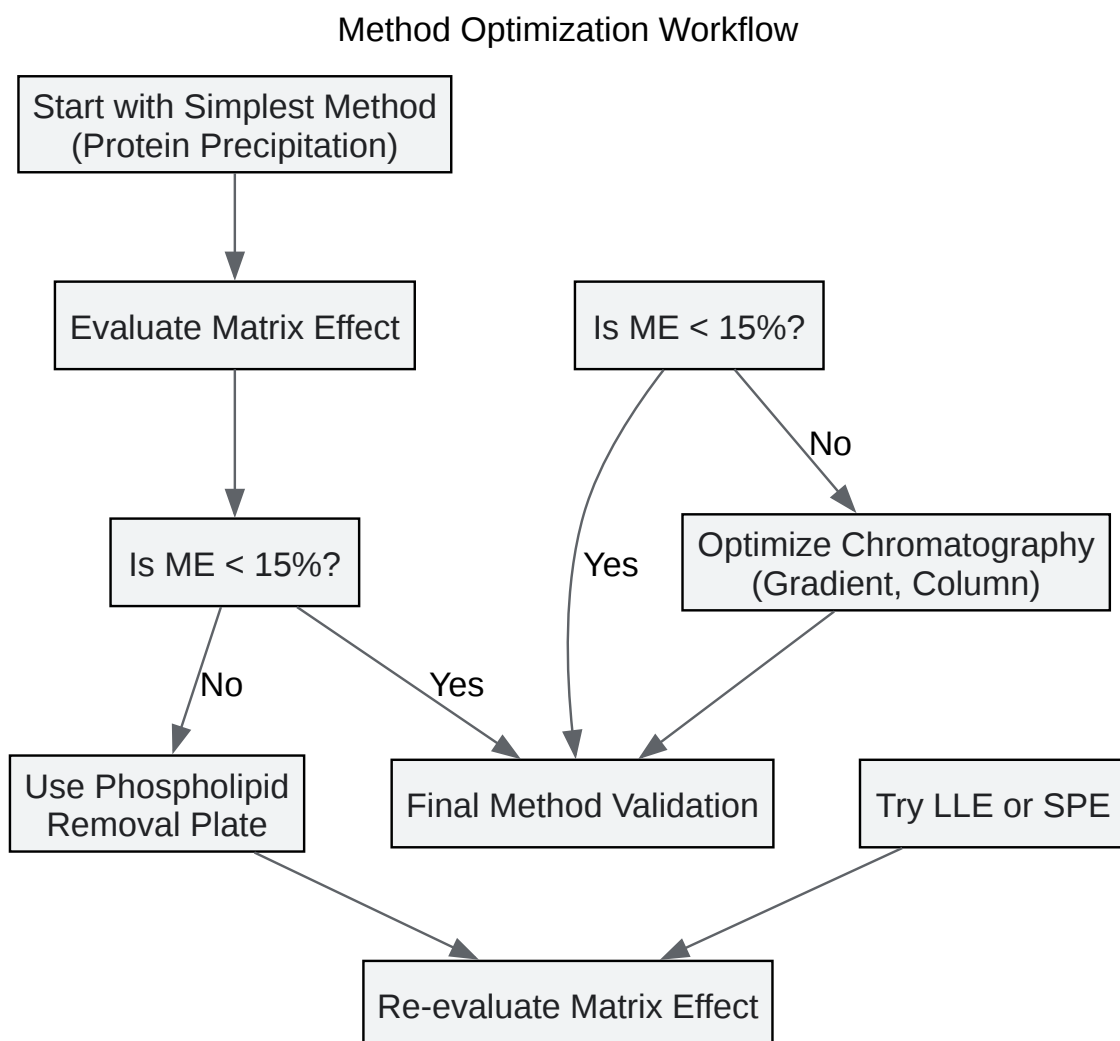 Method Optimization Workflow
Start with Simplest Method
(Protein Precipitation)
Evaluate Matrix Effect
Is ME < 15%?
No
Is ME < 15%?
Yes
Optimize Chromatography
(Gradient, Column)
No
Yes
Use Phospholipid
Removal Plate
Final Method Validation
Try LLE or SPE
Re-evaluate Matrix Effect